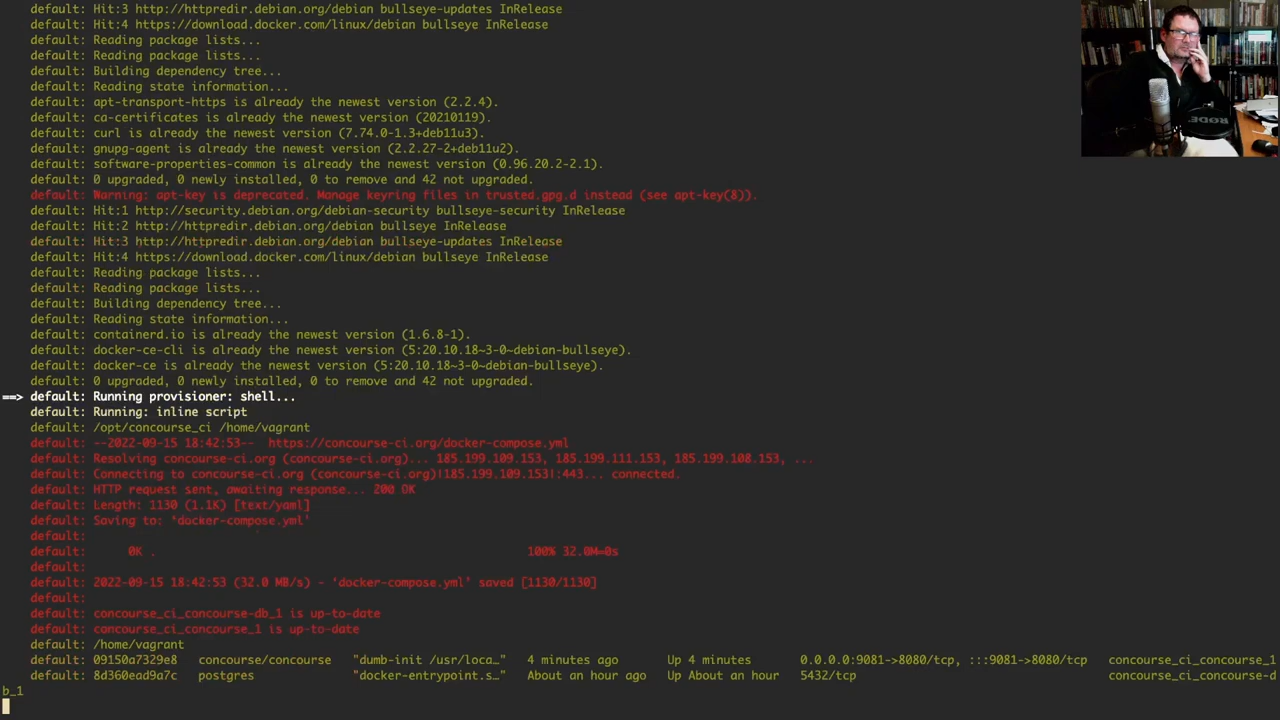 default: Hit:3 http://httpredir.debian.org/debian bullseye-updates InRelease
default: Hit:4 https://download.docker.com/linux/debian bullseye InRelease
default: Reading package lists...
default: Reading package lists...
default: Building dependency tree...
default: Reading state information...
default: apt-transport-https is already the newest version (2.2.4).
default: ca-certificates is already the newest version (20210119).
default: curl is already the newest version (7.74.0-1.3+deb11u3).
default: gnupg-agent is already the newest version (2.2.27-2+deb11u2).
default: software-properties-common is already the newest version (0.96.20.2-2.1).
default: 0 upgraded, 0 newly installed, 0 to remove and 42 not upgraded.
default: Warning: apt-key is deprecated. Manage keyring files in trusted.gpg.d instead (see apt-key(8)).
default: Hit:1 http://security.debian.org/debian-security bullseye-security InRelease
default: Hit:2 http://httpredir.debian.org/debian bullseye InRelease
default: Hit:3 http://httpredir.debian.org/debian bullseye-updates InRelease
default: Hit:4 https://download.docker.com/linux/debian bullseye InRelease
default: Reading package lists...
default: Reading package lists...
default: Building dependency tree...
default: Reading state information...
default: containerd.io is already the newest version (1.6.8-1).
default: docker-ce-cli is already the newest version (5:20.10.18~3-0~debian-bullseye).
default: docker-ce is already the newest version (5:20.10.18~3-0~debian-bullseye).
default: 0 upgraded, 0 newly installed, 0 to remove and 42 not upgraded.
==> default: Running provisioner: shell...
default: Running: inline script
default: /opt/concourse_ci /home/vagrant
default: --2022-09-15 18:42:53-- https://concourse-ci.org/docker-compose.yml
default: Resolving concourse-ci.org (concourse-ci.org)... 185.199.109.153, 185.199.111.153, 185.199.108.153, ...
default: Connecting to concourse-ci.org (concourse-ci.org)|185.199.109.153|:443... connected.
default: HTTP request sent, awaiting response... 200 OK
default: Length: 1130 (1.1K) [text/yaml]
default: Saving to: 'docker-compose.yml'
default:
default: 0K . 100% 32.0M=0s
default:
default: 2022-09-15 18:42:53 (32.0 MB/s) - 'docker-compose.yml' saved [1130/1130]
default:
default: concourse_ci_concourse-db_1 is up-to-date
default: concourse_ci_concourse_1 is up-to-date
default: /home/vagrant
default: 09150a7329e8 concourse/concourse "dumb-init /usr/loca…" 4 minutes ago Up 4 minutes 0.0.0.0:9081->8080/tcp, :::9081->8080/tcp concourse_ci_concourse_1
default: 8d360ead9a7c postgres "docker-entrypoint.s…" About an hour ago Up About an hour 5432/tcp concourse_ci_concourse-d
b_1
RODE